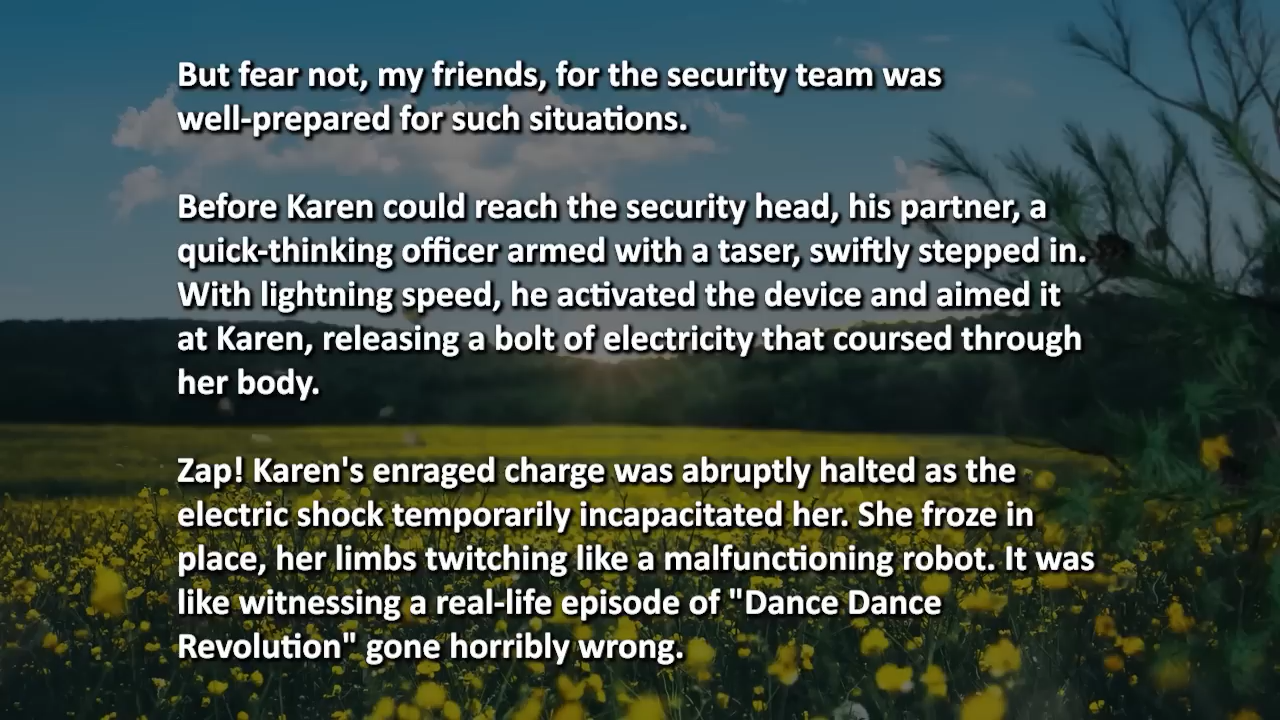 But fear not, my friends, for the security team was
well-prepared for such situations.
Before Karen could reach the security head, his partner, a
quick-thinking officer armed with a taser, swiftly stepped in.
With lightning speed, he activated the device and aimed it
at Karen, releasing a bolt of electricity that coursed through
her body.
Zap! Karen's enraged charge was abruptly halted as the
electric shock temporarily incapacitated her. She froze in
place, her limbs twitching like a malfunctioning robot. It was
like witnessing a real-life episode of "Dance Dance
Revolution" gone horribly wrong.